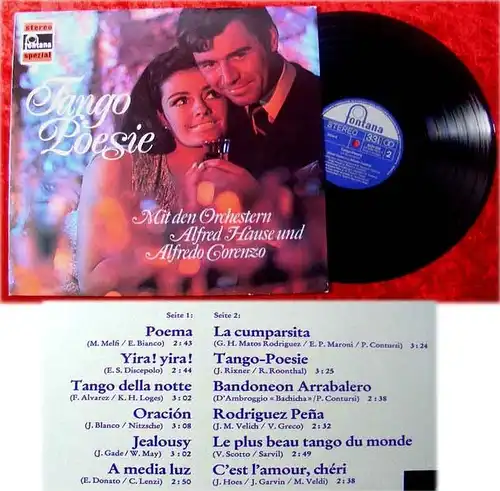 stereo
fontana
spezial
Tango
Poesie
Mit den Orchestern
Alfred Hause und
Alfredo Corenzo
fontana
STEREO
33
2
Seite 1:
Poema
(M. Melfi / E. Bianco) 2:43
Yira! yira!
(E. S. Discepolo) 2:44
Tango della notte
(F. Alvarez / K. H. Loges) 3:02
Oración
(J. Blanco / Nitzsche) 3:08
Jealousy
(J. Gade / W. May) 3:02
A media luz
(E. Donato / C. Lenzi) 2:50
Seite 2:
La cumparsita
(G. H. Matos Rodriguez / E. P. Maroni / P. Contursi) 3:24
Tango-Poesie
(J. Rixner / R. Roonthal) 3:25
Bandoneon Arrabalero
(D'Ambroggio »Bachicha« / P. Contursi) 2:38
Rodriguez Peña
(J. M. Velich / V. Greco) 2:32
Le plus beau tango du monde
(V. Scotto / Sarvil) 2:49
C'est l'amour, chéri
(J. Hoes / J. Garvin / M. Veldi) 2:38